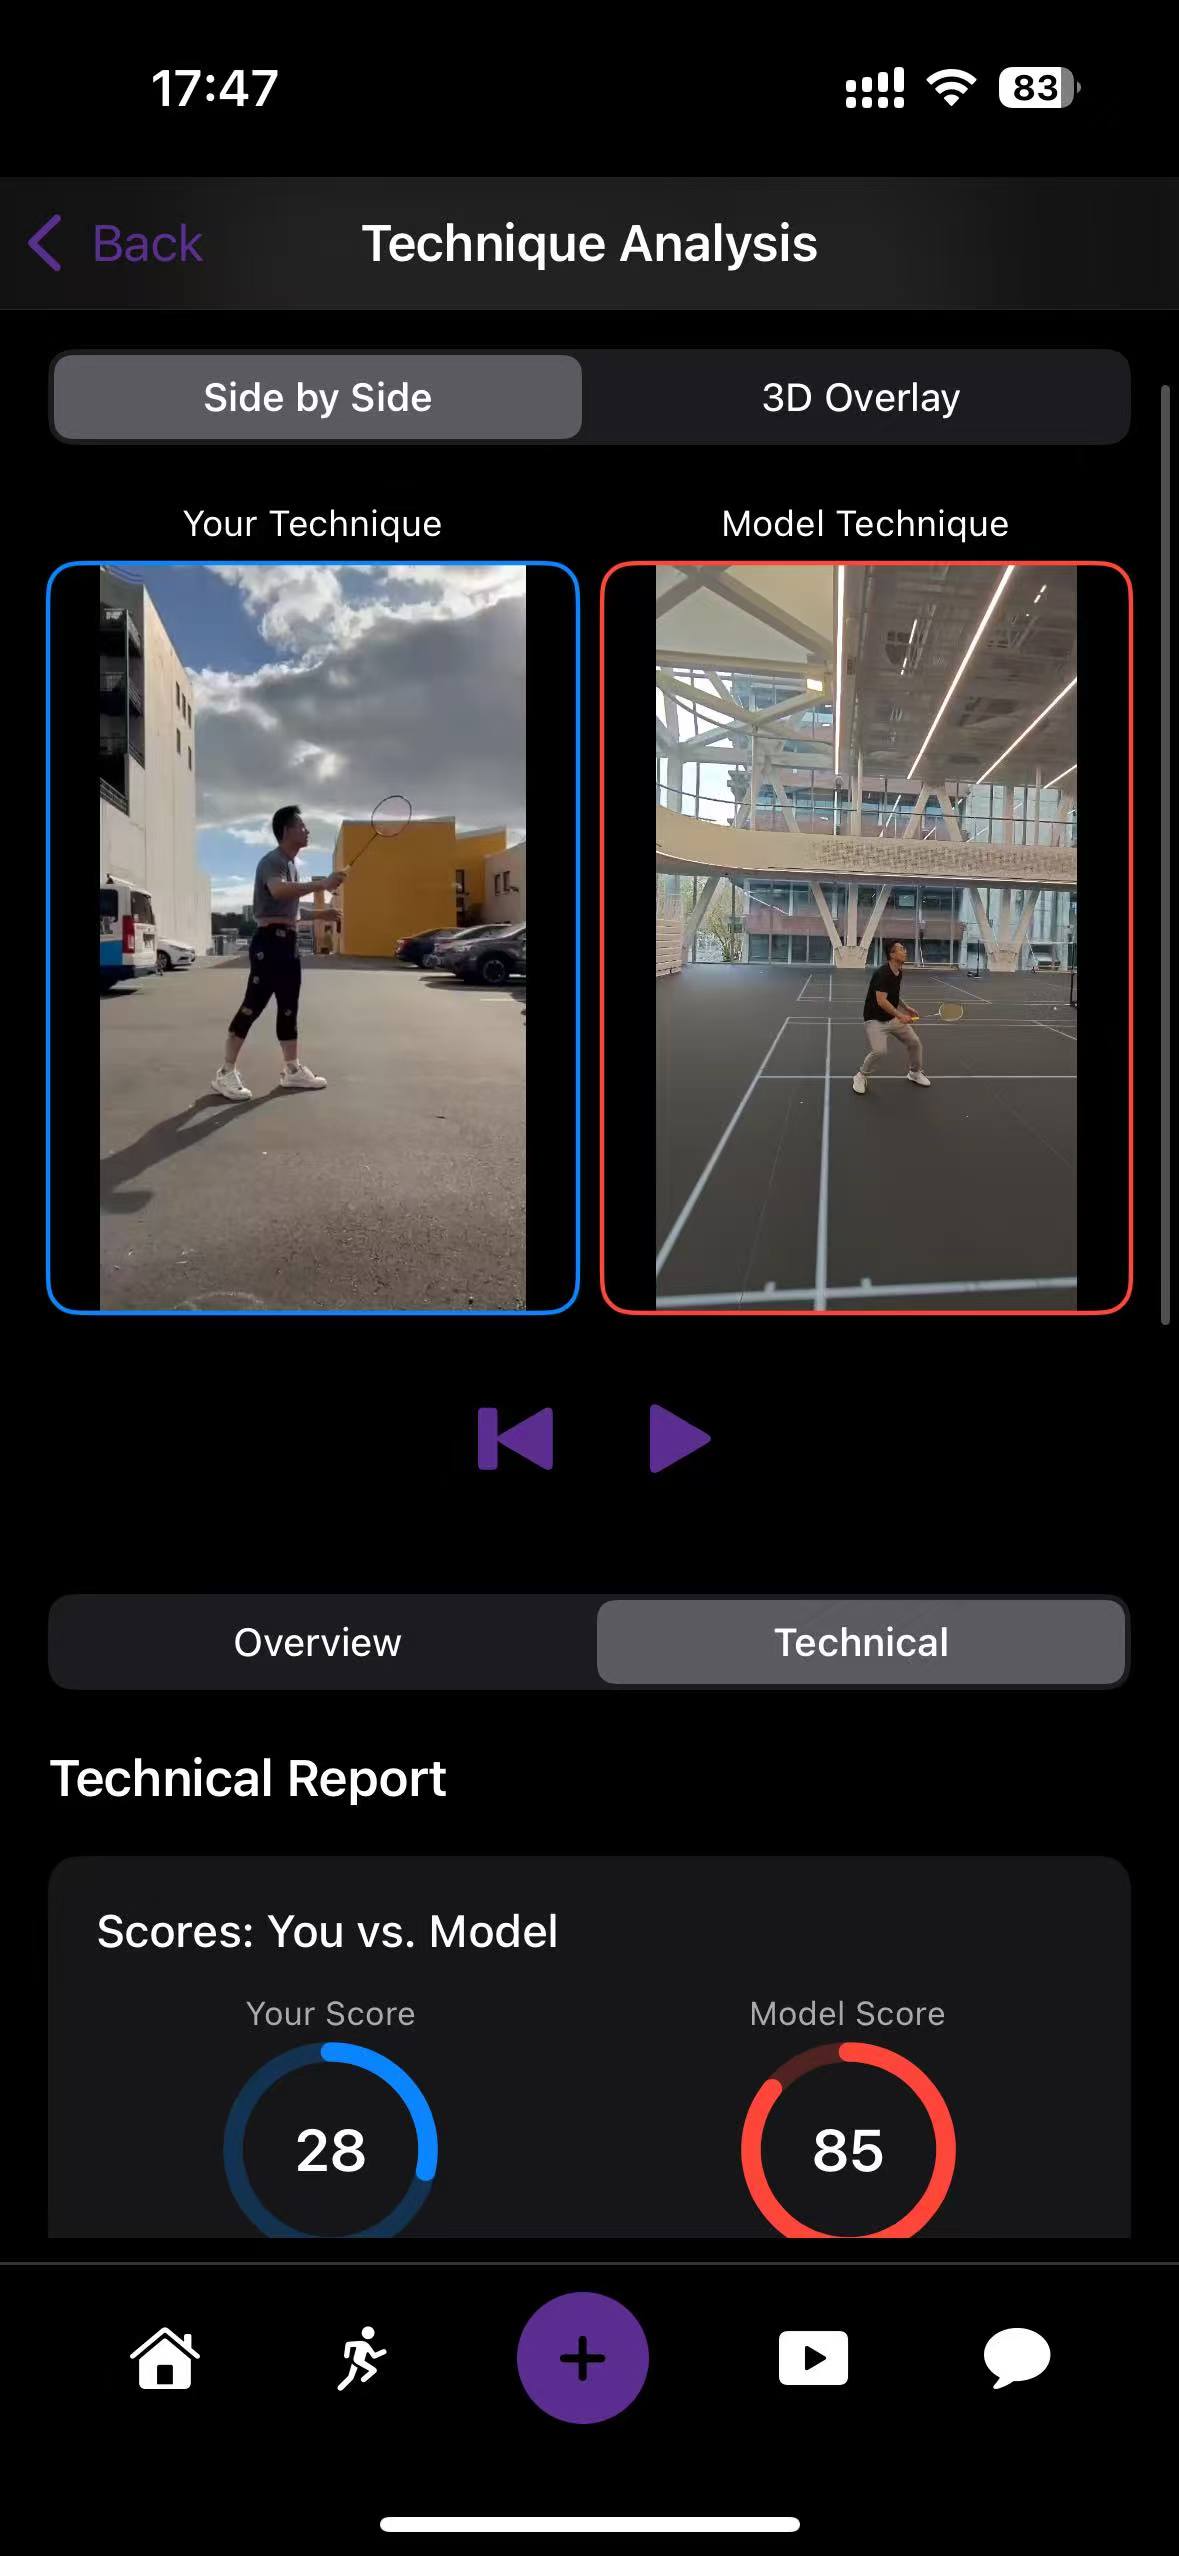 17:47
83
Back
Technique Analysis
Side by Side
3D Overlay
Your Technique
Model Technique
Overview
Technical
Technical Report
Scores: You vs. Model
Your Score
Model Score
28
85